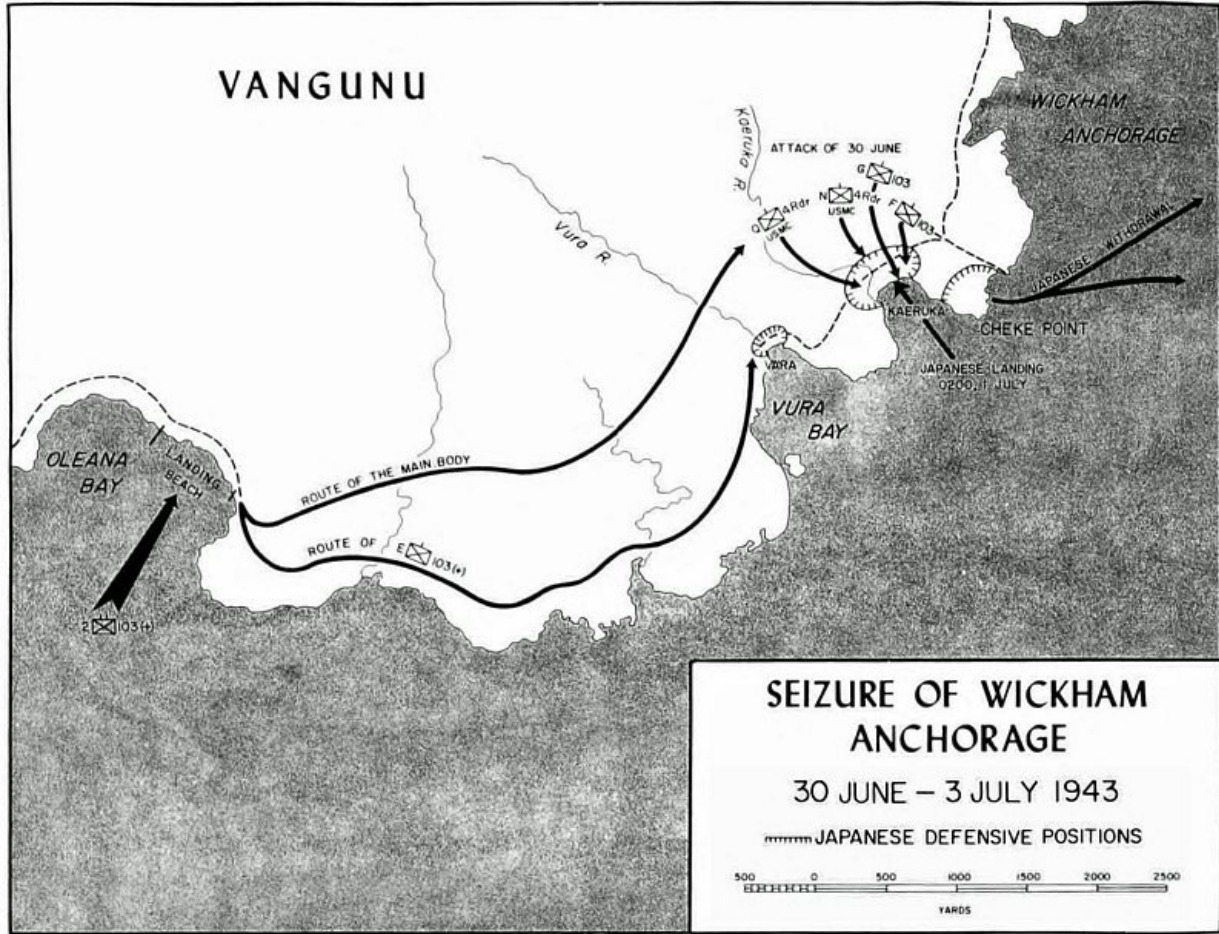 VANGUNU
WICKHAM
ANCHORAGE
Kaeruka R.
ATTACK OF 30 JUNE
G 103
Q 4Rdr
USMC
N 4Rdr
USMC
F 103
Vura R.
JAPANESE WITHDRAWAL
KAERUKA
CHEKE POINT
VARA
JAPANESE LANDING
0200, 1 JULY
VURA
BAY
OLEANA
BAY
LANDING
BEACH
ROUTE OF THE MAIN BODY
ROUTE OF E 103(+)
2 103(+)
SEIZURE OF WICKHAM
ANCHORAGE
30 JUNE – 3 JULY 1943
JAPANESE DEFENSIVE POSITIONS
500 0 500 1000 1500 2000 2500
YARDS